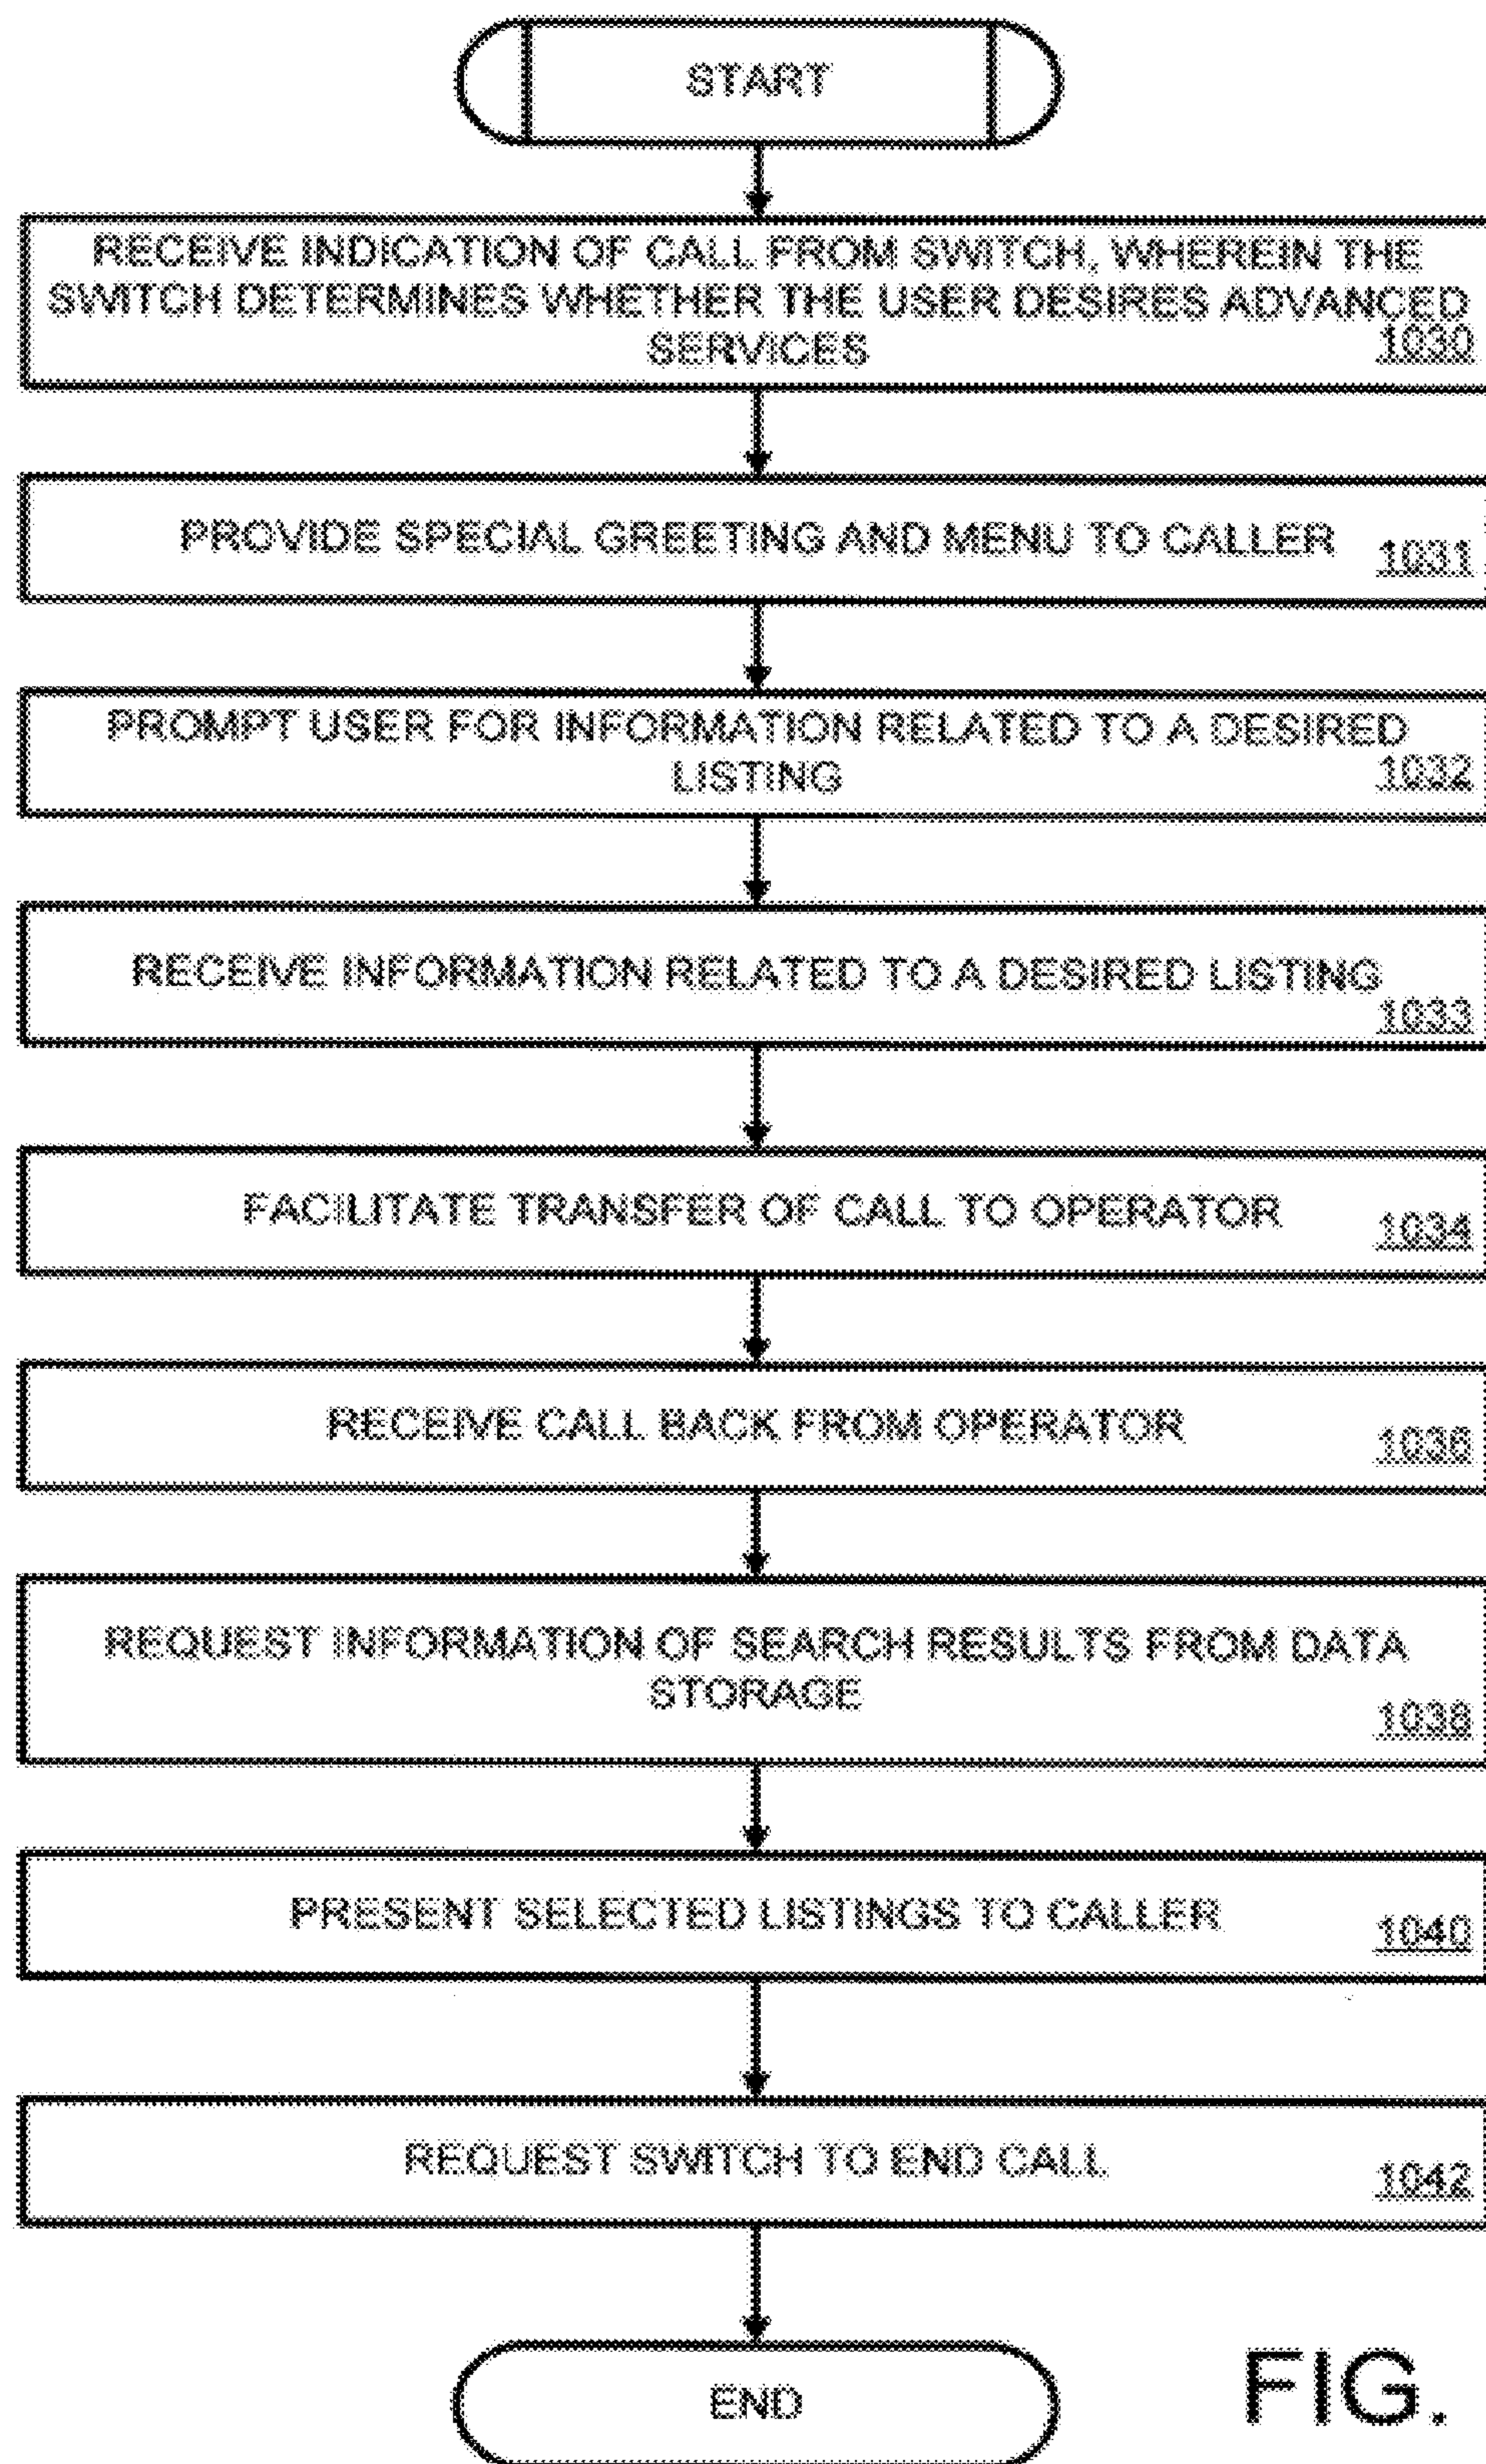 START
RECEIVE INDICATION OF CALL FROM SWITCH, WHEREIN THE
SWITCH DETERMINES WHETHER THE USER DESIRES ADVANCED
SERVICES
1030
PROVIDE SPECIAL GREETING AND MENU TO CALLER
1031
PROMPT USER FOR INFORMATION RELATED TO A DESIRED
LISTING
1032
RECEIVE INFORMATION RELATED TO A DESIRED LISTING
1033
FACILITATE TRANSFER OF CALL TO OPERATOR
1034
RECEIVE CALL BACK FROM OPERATOR
1036
REQUEST INFORMATION OF SEARCH RESULTS FROM DATA
STORAGE
1038
PRESENT SELECTED LISTINGS TO CALLER
1040
REQUEST SWITCH TO END CALL
1042
END
FIG.